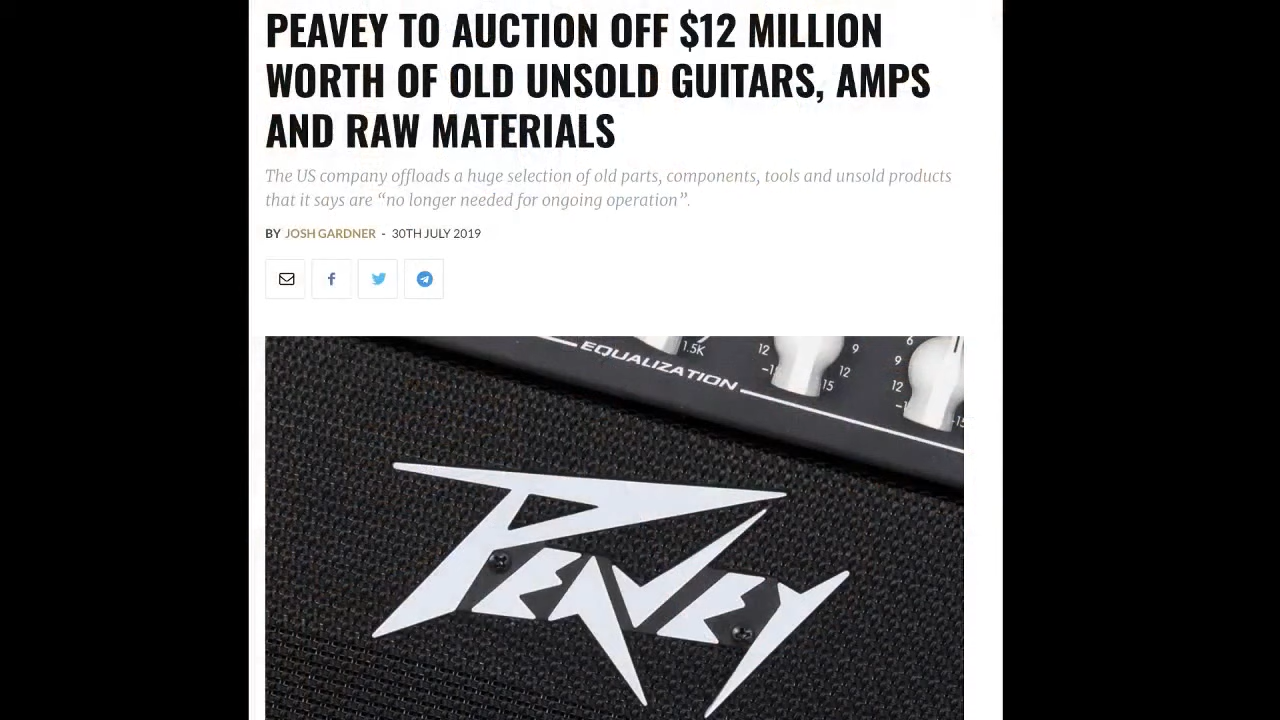 PEAVEY TO AUCTION OFF $12 MILLION
WORTH OF OLD UNSOLD GUITARS, AMPS
AND RAW MATERIALS
The US company offloads a huge selection of old parts, components, tools and unsold products
that it says are “no longer needed for ongoing operation”.
BY JOSH GARDNER - 30TH JULY 2019
EQUALIZATION
1.5K
12
9
12
15
6
9
12
-15
PEAVEY